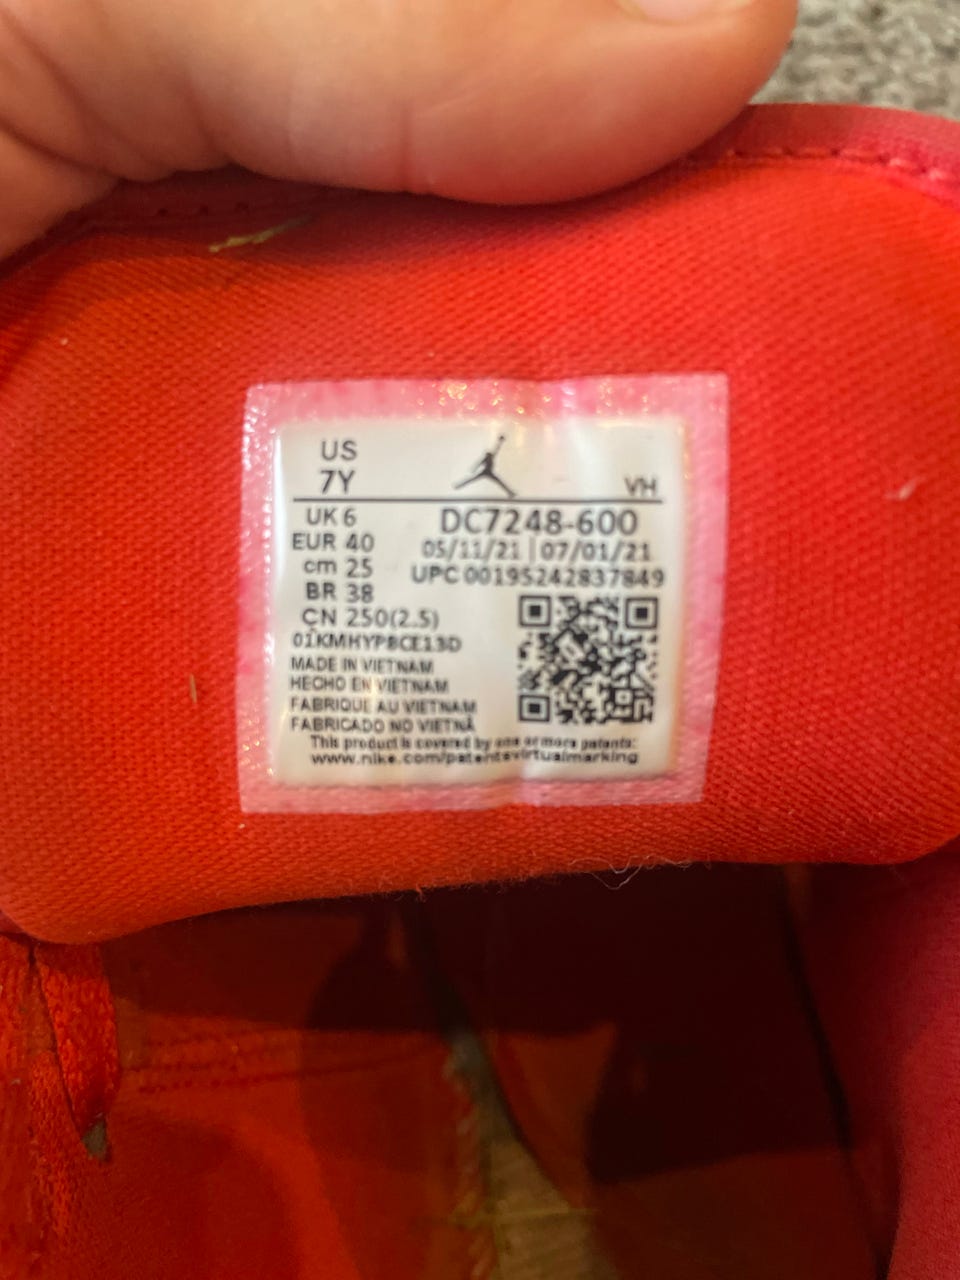 US
7Y
VH
UK 6
EUR 40
cm 25
BR 38
CN 250(2.5)
DC7248-600
05/11/21 | 07/01/21
UPC 00195242837849
01KMHYPBCE13D
MADE IN VIETNAM
HECHO EN VIETNAM
FABRIQUE AU VIETNAM
FABRICADO NO VIETNÃ
This product is covered by one or more patents:
www.nike.com/patentsvirtualmarking